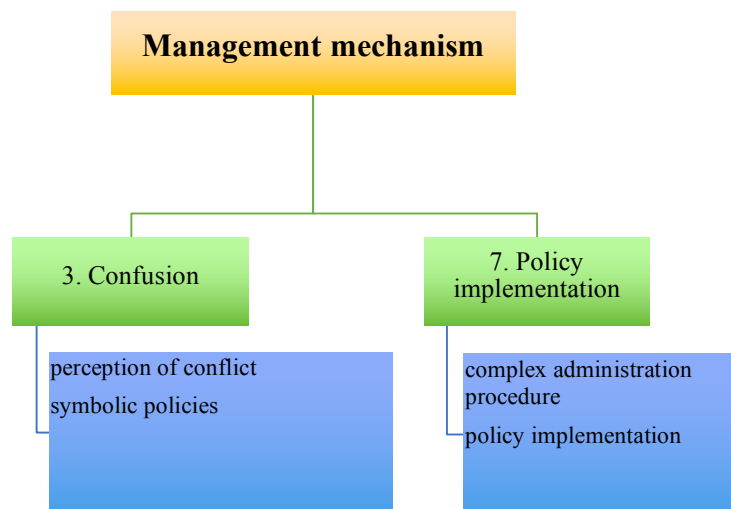 Management mechanism
3. Confusion
7. Policy
implementation
perception of conflict
symbolic policies
complex administration
procedure
policy implementation